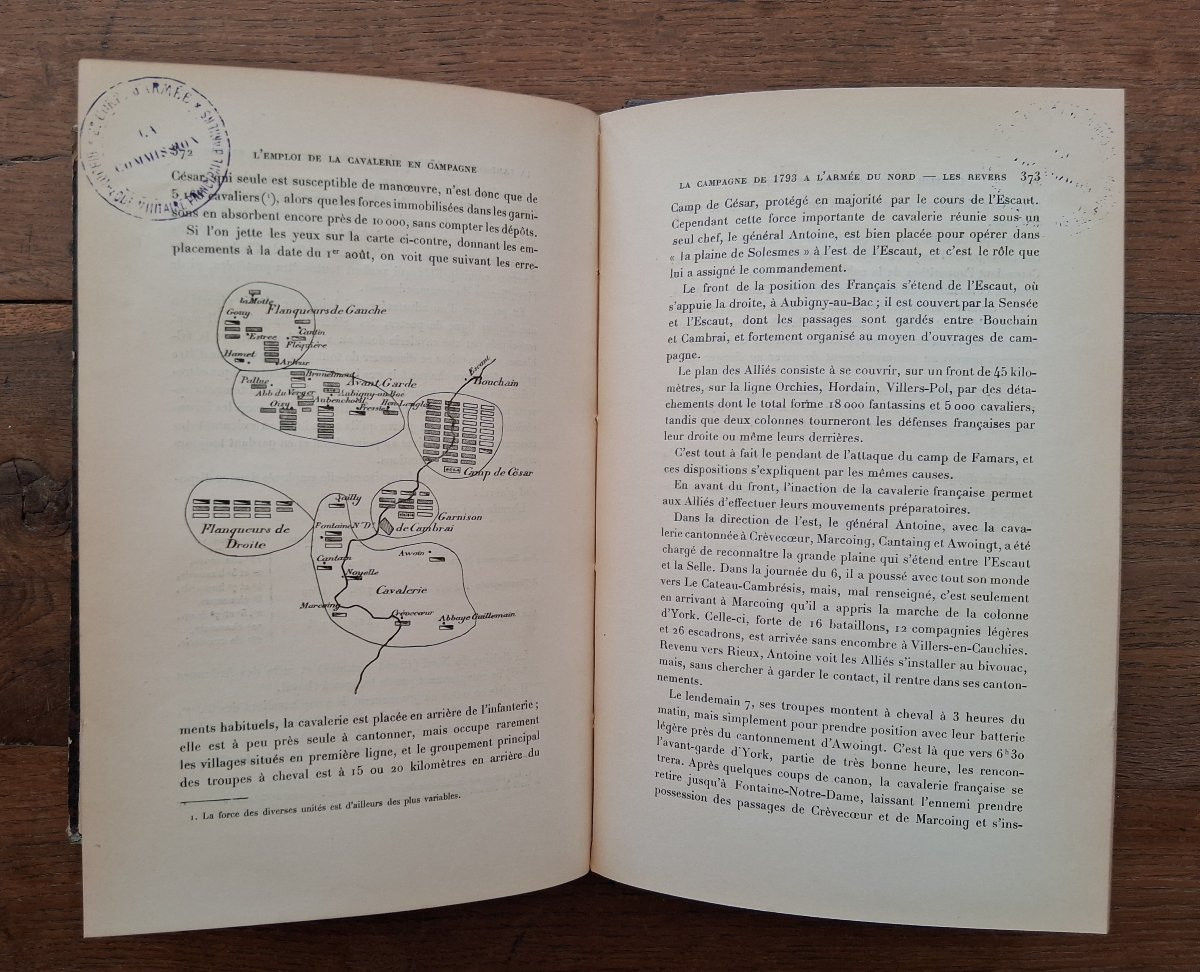 D'ARMÉE
LA
COMMISSION
372
L'EMPLOI DE LA CAVALERIE EN CAMPAGNE
César, qui seule est susceptible de manœuvre, n'est donc que de
cavaliers(¹), alors que les forces immobilisées dans les garni-
sons en absorbent encore près de 10 000, sans compter les dépôts.
Si l'on jette les yeux sur la carte ci-contre, donnant les em-
placements à la date du 1er août, on voit que suivant les erre-
la Motte
Flanqueurs de Gauche
Gouy
Cantin
Estrée
Fléquière
Hamel
Arleux
Brunemont
Palluc
Avant Garde
Abb du Verger
Aubigny-au-Bac
Oisy
Aubencheul
Fressies
Escaut
Bouchain
Camp de César
Flanqueurs de
Droite
Fontaine N-D
Garnison
de Cambrai
Awoin
Cantain
Noyelle
Cavalerie
Marcoing
Crèvecœur
Abbaye Guillemain
ments habituels, la cavalerie est placée en arrière de l'infanterie ;
elle est à peu près seule à cantonner, mais occupe rarement
les villages situés en première ligne, et le groupement principal
des troupes à cheval est à 15 ou 20 kilomètres en arrière du
1. La force des diverses unités est d'ailleurs des plus variables.
LA CAMPAGNE DE 1793 A L'ARMÉE DU NORD — LES REVERS 373
Camp de César, protégé en majorité par le cours de l'Escaut.
Cependant cette force importante de cavalerie réunie sous un
seul chef, le général Antoine, est bien placée pour opérer dans
« la plaine de Solesmes » à l'est de l'Escaut, et c'est le rôle que
lui a assigné le commandement.
Le front de la position des Français s'étend de l'Escaut, où
s'appuie la droite, à Aubigny-au-Bac ; il est couvert par la Sensée
et l'Escaut, dont les passages sont gardés entre Bouchain
et Cambrai, et fortement organisé au moyen d'ouvrages de cam-
pagne.
Le plan des Alliés consiste à se couvrir, sur un front de 45 kilo-
mètres, sur la ligne Orchies, Hordain, Villers-Pol, par des déta-
chements dont le total forme 18 000 fantassins et 5 000 cavaliers,
tandis que deux colonnes tourneront les défenses françaises par
leur droite ou même leurs derrières.
C'est tout à fait le pendant de l'attaque du camp de Famars, et
ces dispositions s'expliquent par les mêmes causes.
En avant du front, l'inaction de la cavalerie française permet
aux Alliés d'effectuer leurs mouvements préparatoires.
Dans la direction de l'est, le général Antoine, avec la cava-
lerie cantonnée à Crèvecœur, Marcoing, Cantaing et Awoingt, a été
chargé de reconnaître la grande plaine qui s'étend entre l'Escaut
et la Selle. Dans la journée du 6, il a poussé avec tout son monde
vers Le Cateau-Cambrésis, mais, mal renseigné, c'est seulement
en arrivant à Marcoing qu'il a appris la marche de la colonne
d'York. Celle-ci, forte de 16 bataillons, 12 compagnies légères
et 26 escadrons, est arrivée sans encombre à Villers-en-Cauchies.
Revenu vers Rieux, Antoine voit les Alliés s'installer au bivouac,
mais, sans chercher à garder le contact, il rentre dans ses canton-
nements.
Le lendemain 7, ses troupes montent à cheval à 3 heures du
matin, mais simplement pour prendre position avec leur batterie
légère près du cantonnement d'Awoingt. C'est là que vers 6h30
l'avant-garde d'York, partie de très bonne heure, les rencon-
trera. Après quelques coups de canon, la cavalerie française se
retire jusqu'à Fontaine-Notre-Dame, laissant l'ennemi prendre
possession des passages de Crèvecœur et de Marcoing et s'ins-